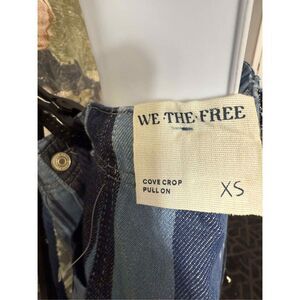 WE THE FREE
COVE CROP
PULL ON
XS